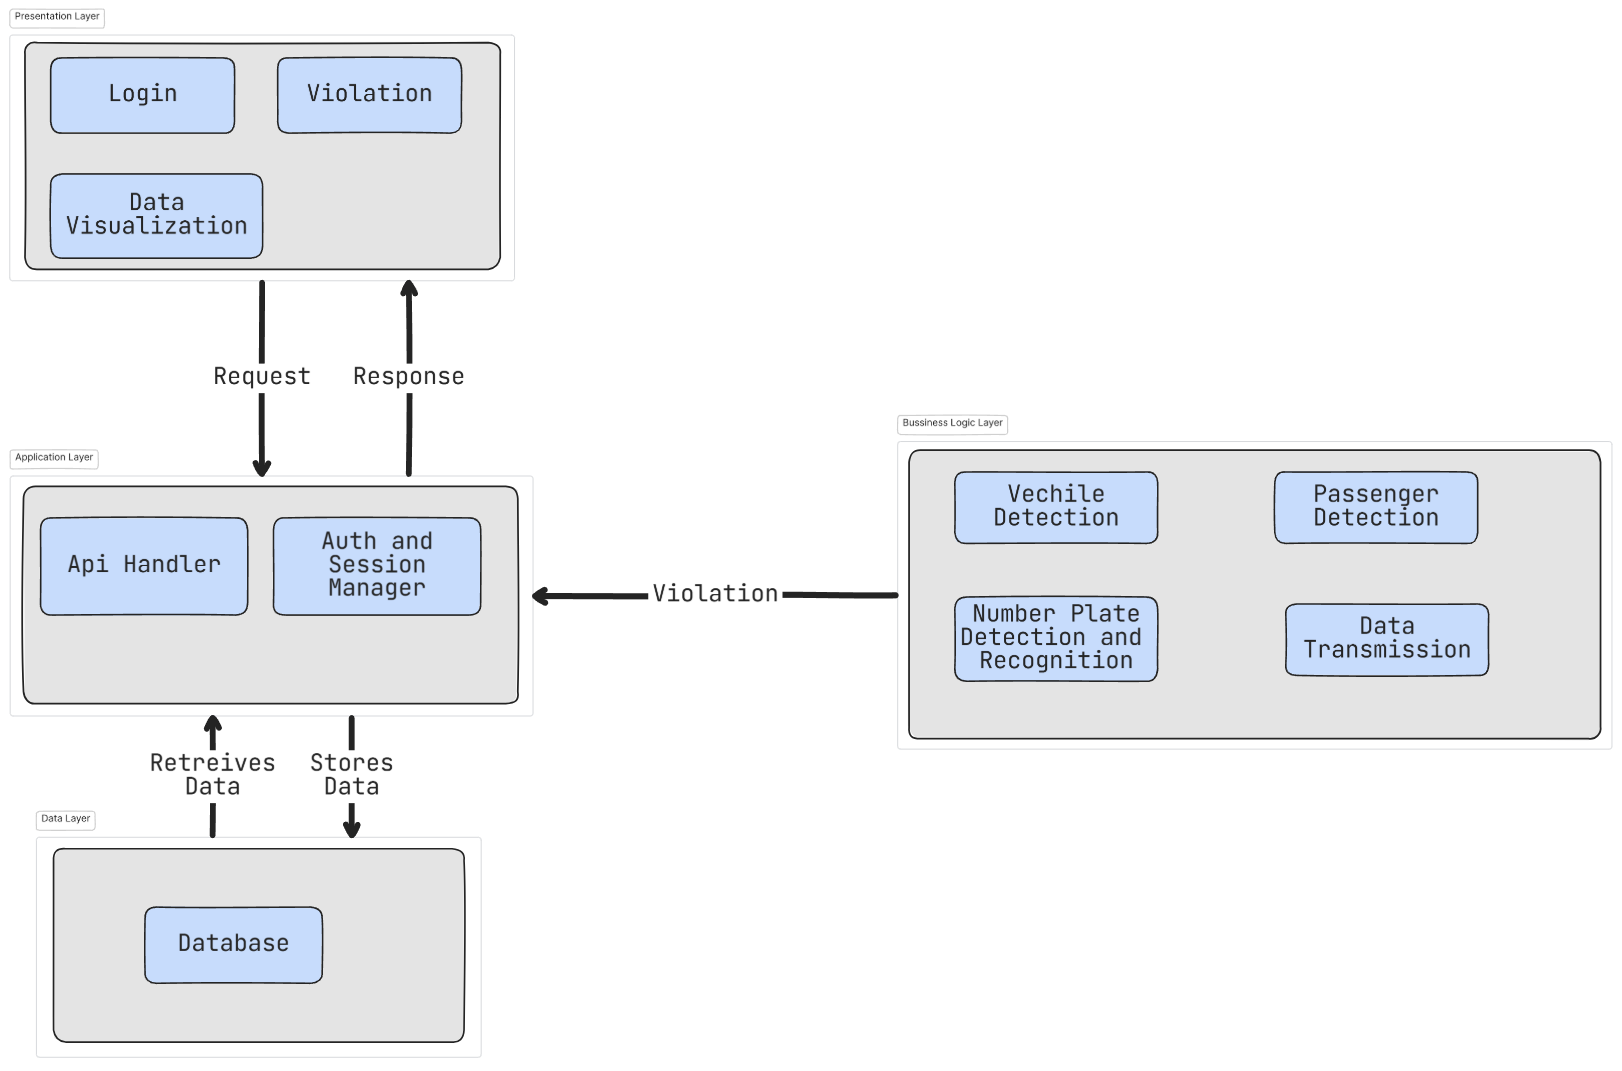 Presentation Layer
Login
Violation
Data
Visualization
Request
Response
Application Layer
Api Handler
Auth and
Session
Manager
Violation
Bussiness Logic Layer
Vechile
Detection
Passenger
Detection
Number Plate
Detection and
Recognition
Data
Transmission
Retreives
Data
Stores
Data
Data Layer
Database